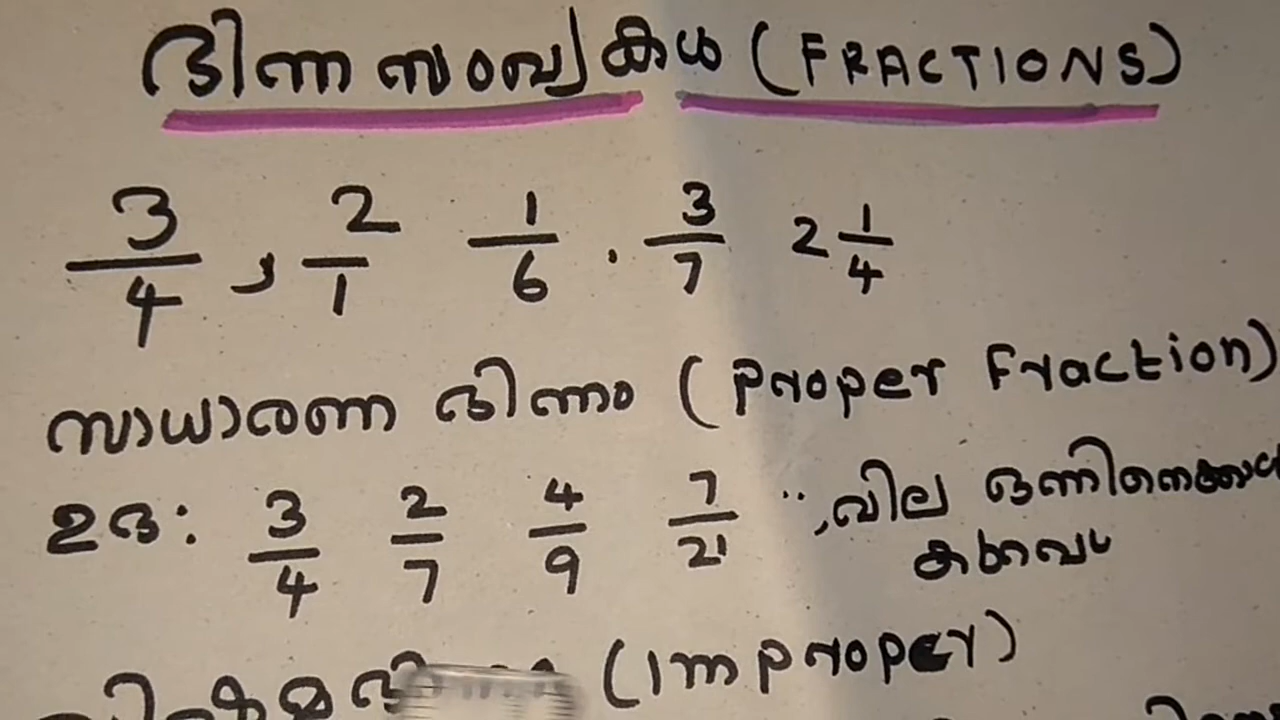 ഭിന്ന സംഖ്യകൾ (FRACTIONS)
3/4 , 2/1 1/6 . 3/7 2 1/4
സാധാരണ ഭിന്നം (Proper Fraction)
ഉദ: 3/4 2/7 4/9 7/21 വില ഒന്നിനെക്കാൾ
കുറവ്
(Improper)